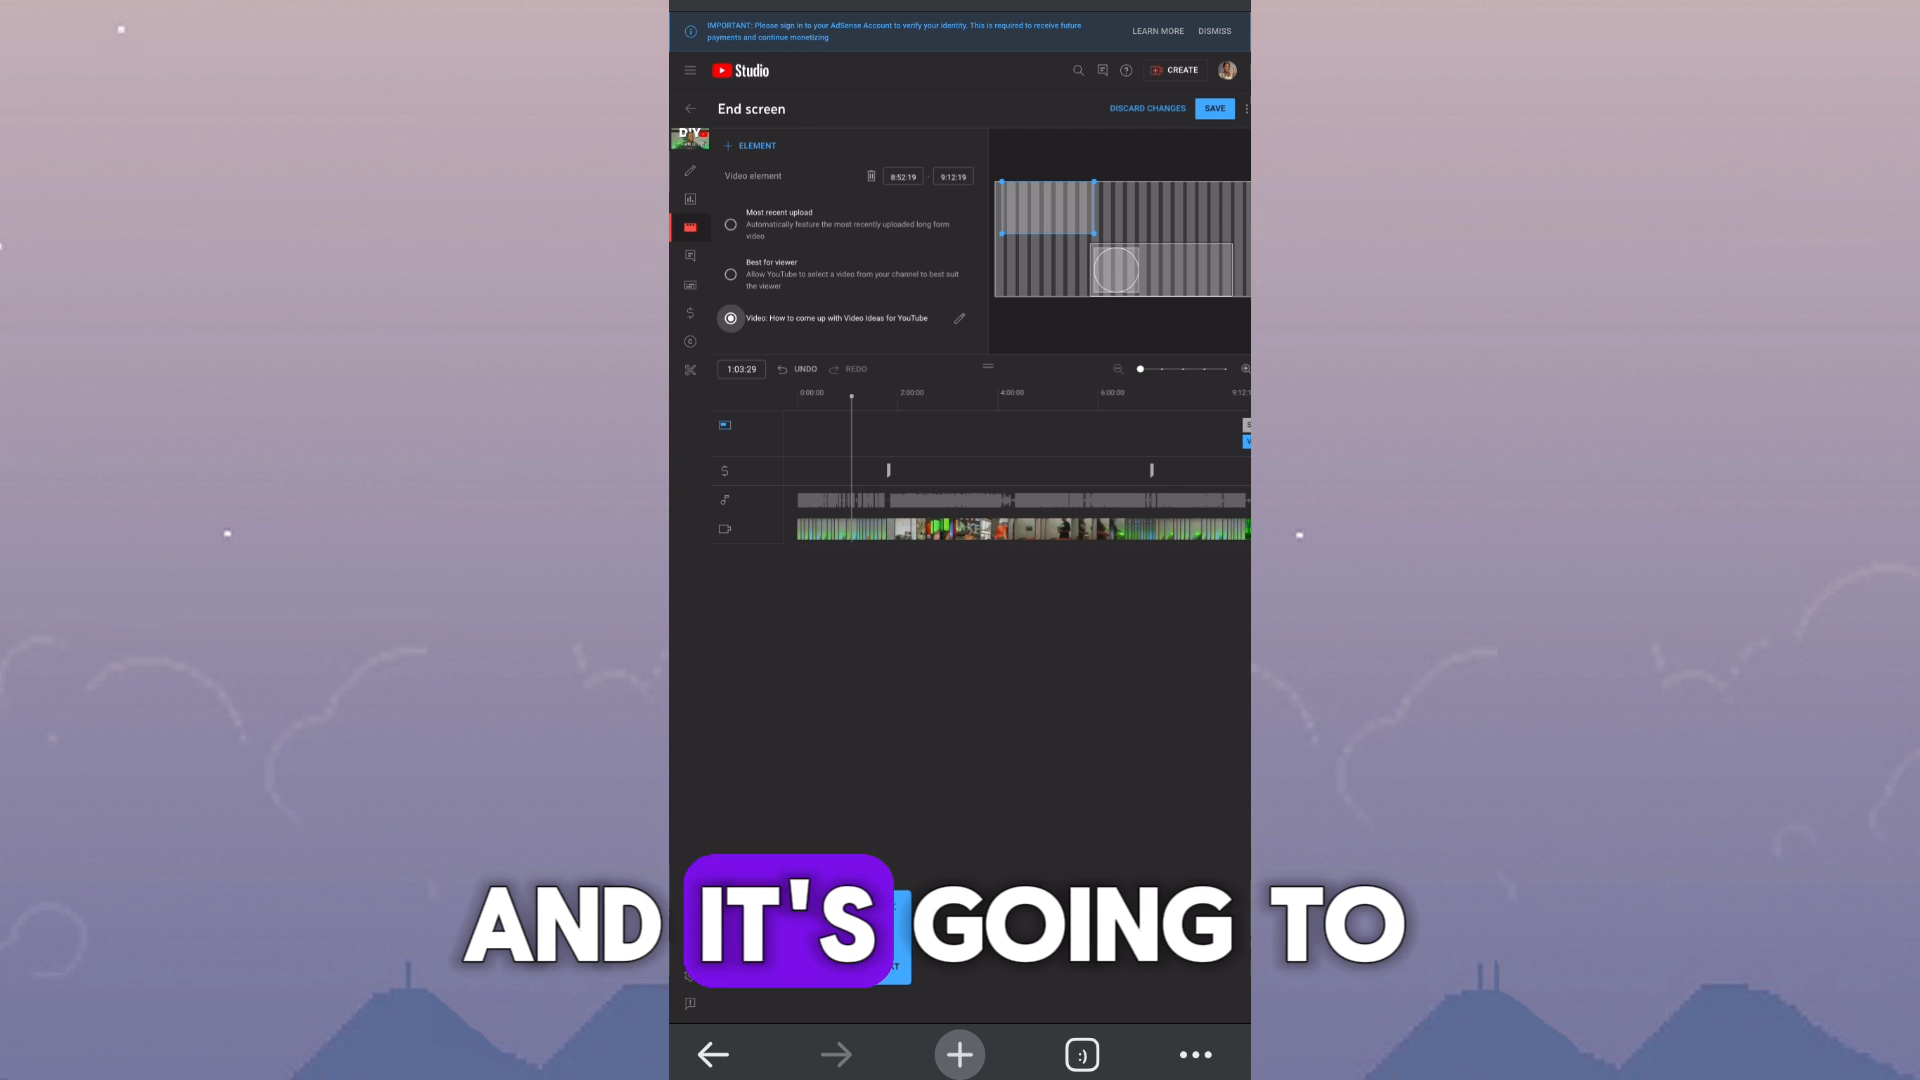 IMPORTANT: Please sign in to your AdSense Account to verify your identity. This is required to receive future
payments and continue monetizing
LEARN MORE
DISMISS
Studio
CREATE
End screen
DISCARD CHANGES
SAVE
D'Y
+ ELEMENT
Video element
8:52:19 - 9:12:19
Most recent upload
Automatically feature the most recently uploaded long form
video
Best for viewer
Allow YouTube to select a video from your channel to best suit
the viewer
Video: How to come up with Video Ideas for YouTube
1:03:29
UNDO
REDO
0:00:00
2:00:00
4:00:00
6:00:00
9:12:1
S
V
AND IT'S GOING TO
:)